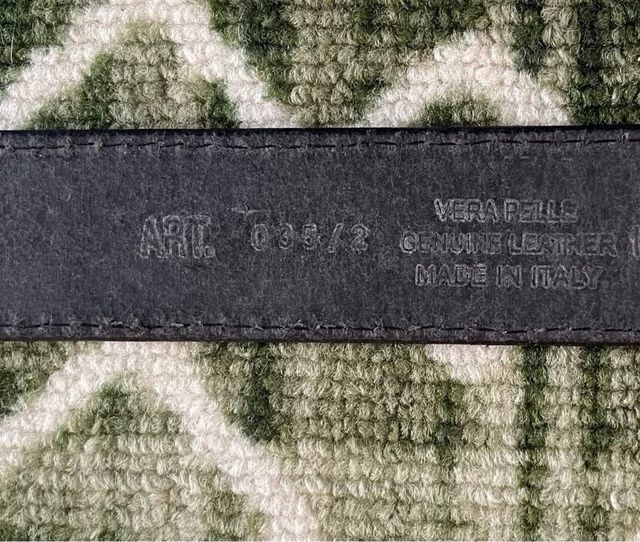 ART. 035/2
VERA PELLE
GENUINE LEATHER
MADE IN ITALY